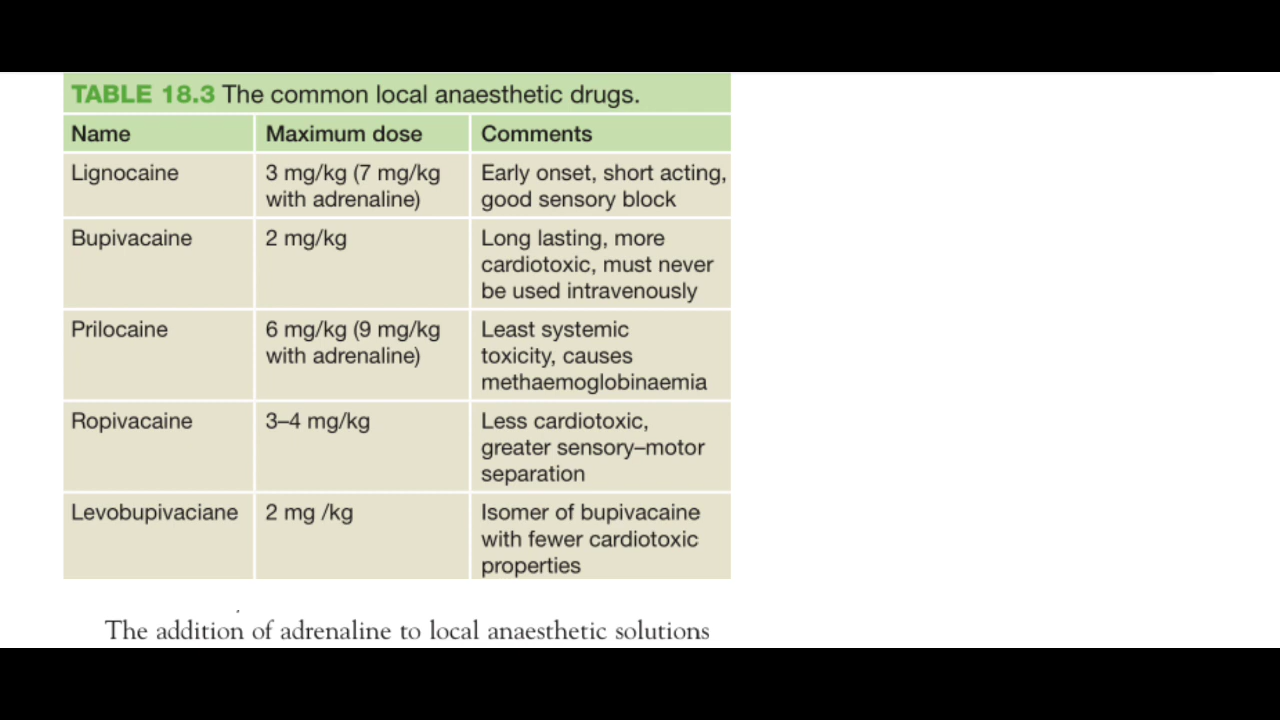 TABLE 18.3 The common local anaesthetic drugs.
Name Maximum dose Comments
Lignocaine
3 mg/kg (7 mg/kg
with adrenaline)
Early onset, short acting,
good sensory block
Bupivacaine
2 mg/kg
Long lasting, more
cardiotoxic, must never
be used intravenously
Prilocaine
6 mg/kg (9 mg/kg
with adrenaline)
Least systemic
toxicity, causes
methaemoglobinaemia
Ropivacaine
3–4 mg/kg
Less cardiotoxic,
greater sensory–motor
separation
Levobupivaciane
2 mg /kg
Isomer of bupivacaine
with fewer cardiotoxic
properties
The addition of adrenaline to local anaesthetic solutions